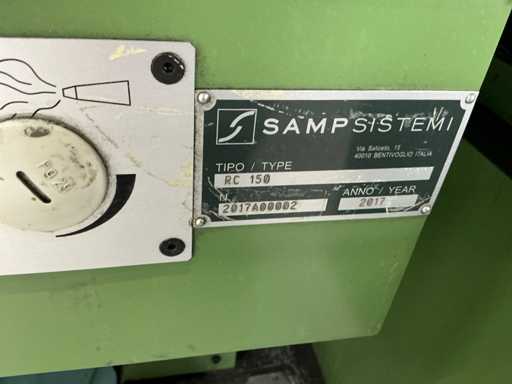 SAMPSISTEMI
Via Saliceto, 15
40010 BENTIVOGLIO ITALIA
TIPO / TYPE
RC 150
N.
ANNO / YEAR
2017A00002
2017